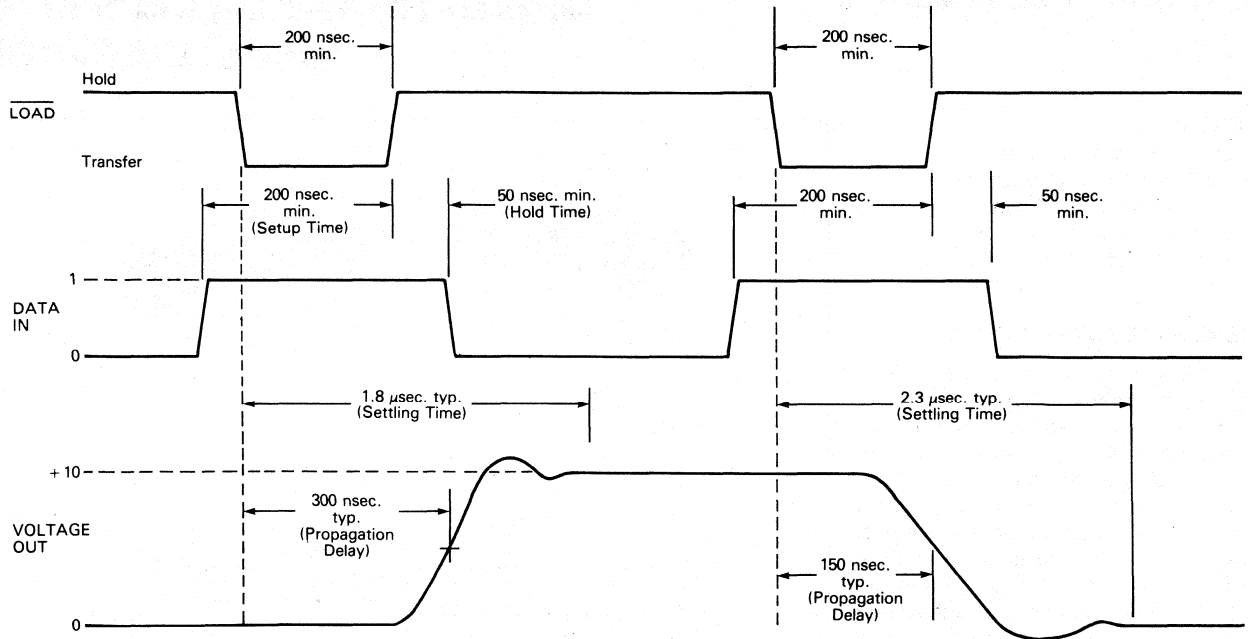 200 nsec.
min.
200 nsec.
min.
Hold
LOAD
Transfer
200 nsec.
min.
(Setup Time)
50 nsec. min.
(Hold Time)
200 nsec.
min.
50 nsec.
min.
1
DATA
IN
0
1.8 μsec. typ.
(Settling Time)
2.3 μsec. typ.
(Settling Time)
+10
300 nsec.
typ.
(Propagation
Delay)
VOLTAGE
OUT
150 nsec.
typ.
(Propagation
Delay)
0